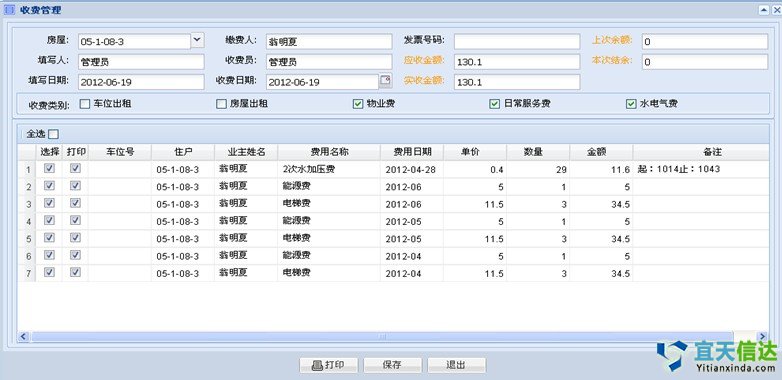 收费管理
房屋: 05-1-08-3 缴费人: 翁明夏 发票号码: 上次余额: 0
填写人: 管理员 收费员: 管理员 应收金额: 130.1 本次结余: 0
填写日期: 2012-06-19 收费日期: 2012-06-19 实收金额: 130.1
收费类别: 车位出租 房屋出租 物业费 日常服务费 水电气费
全选
选择 打印 车位号 住户 业主姓名 费用名称 费用日期 单价 数量 金额 备注
1 05-1-08-3 翁明夏 2次水加压费 2012-04-28 0.4 29 11.6 起：1014止：1043
2 05-1-08-3 翁明夏 能源费 2012-06 5 1 5
3 05-1-08-3 翁明夏 电梯费 2012-06 11.5 3 34.5
4 05-1-08-3 翁明夏 能源费 2012-05 5 1 5
5 05-1-08-3 翁明夏 电梯费 2012-05 11.5 3 34.5
6 05-1-08-3 翁明夏 能源费 2012-04 5 1 5
7 05-1-08-3 翁明夏 电梯费 2012-04 11.5 3 34.5
打印 保存 退出
宜天信达
Yitianxinda.com